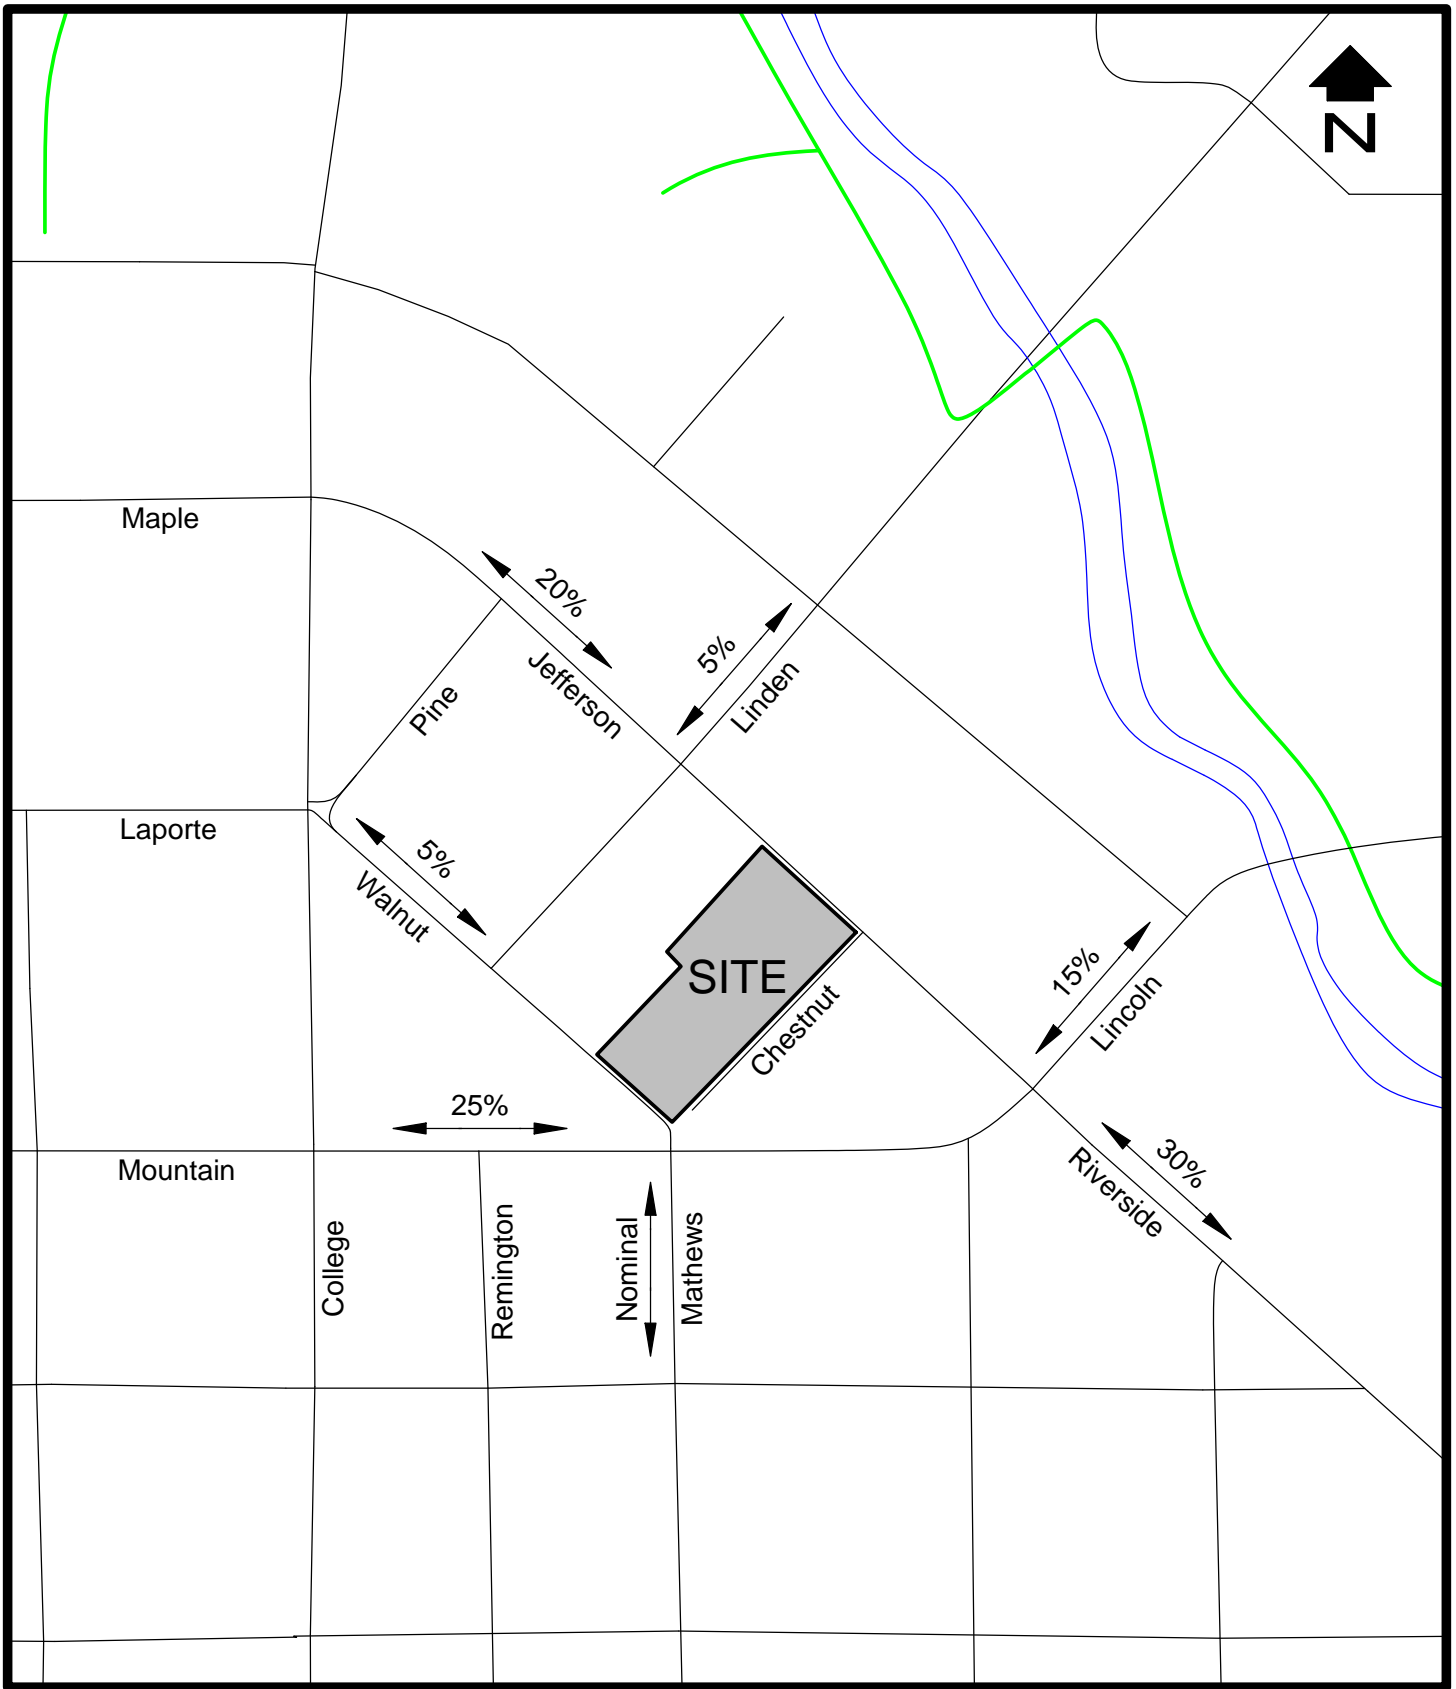 N
Maple
20%
5%
Jefferson
Linden
Pine
Laporte
5%
Walnut
SITE
15%
Chestnut
Lincoln
25%
Mountain
30%
Riverside
College
Remington
Nominal
Mathews